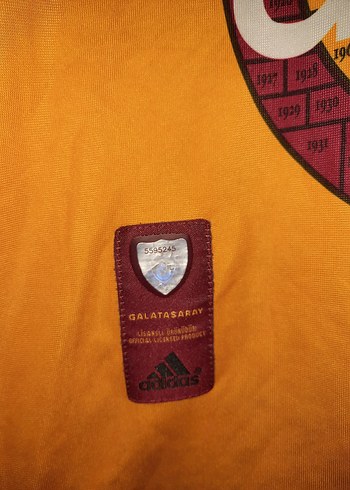 1927 1928
1929 1930
1931
5595245
GALATASARAY
LİSANSLI ÜRÜNÜDÜR
OFFICIAL LICENSED PRODUCT
adidas